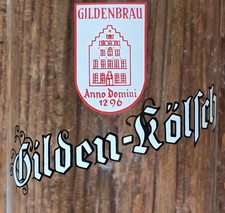 GILDENBRAU
Anno Domini
1296
Gilden-Kölſch